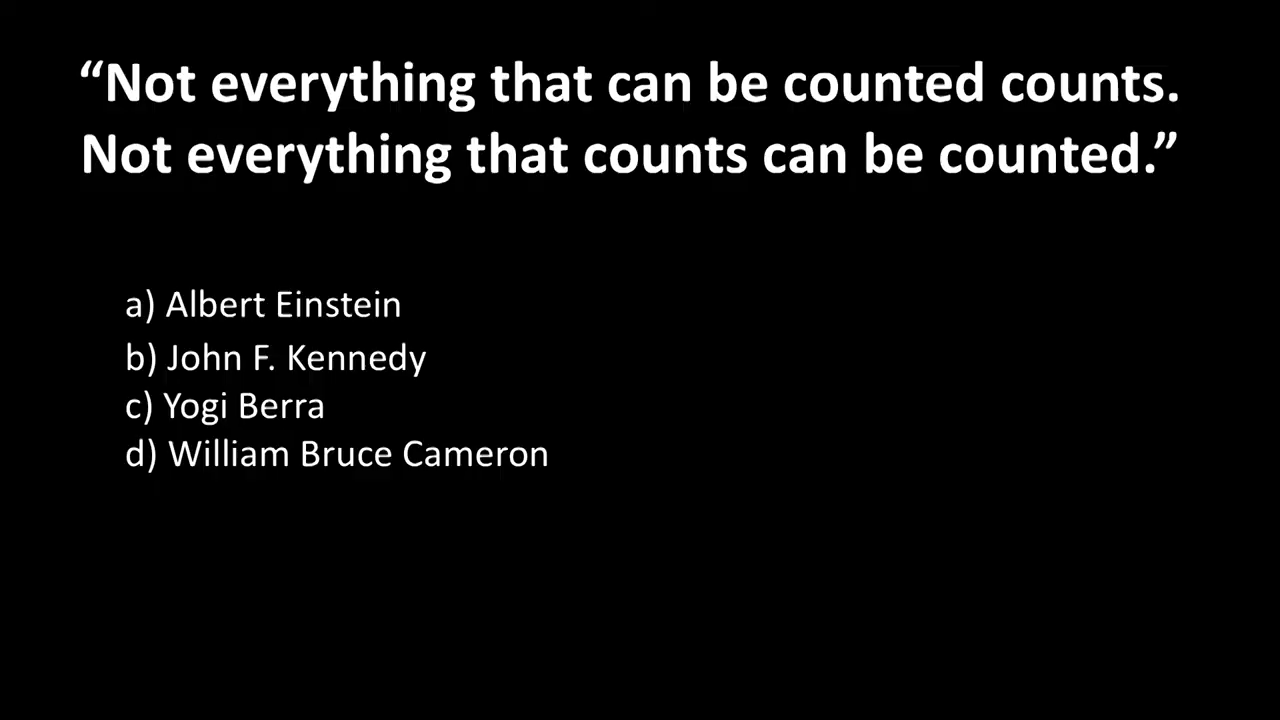 “Not everything that can be counted counts.
Not everything that counts can be counted.”
a) Albert Einstein
b) John F. Kennedy
c) Yogi Berra
d) William Bruce Cameron